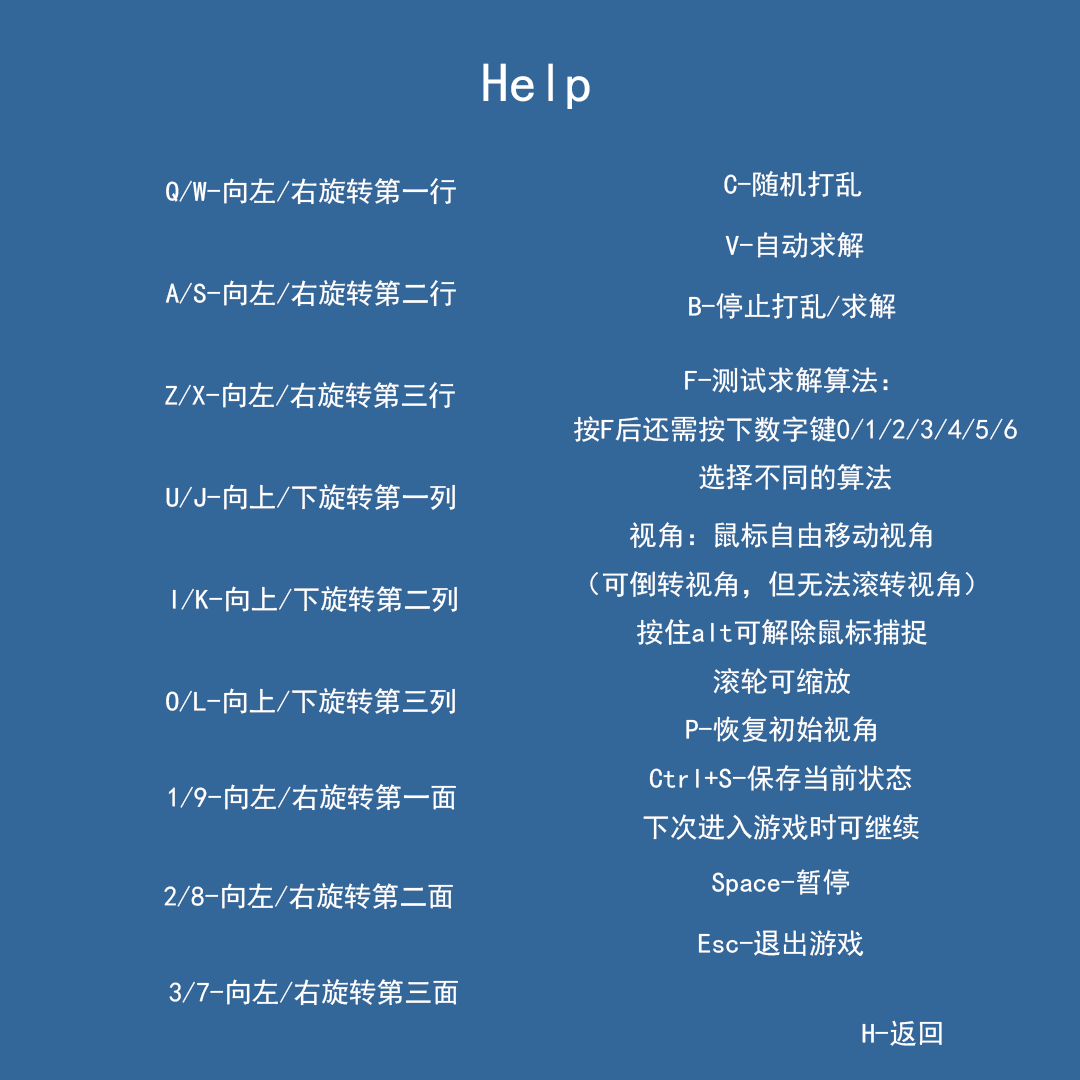 Help
Q/W-向左/右旋转第一行
A/S-向左/右旋转第二行
Z/X-向左/右旋转第三行
U/J-向上/下旋转第一列
I/K-向上/下旋转第二列
O/L-向上/下旋转第三列
1/9-向左/右旋转第一面
2/8-向左/右旋转第二面
3/7-向左/右旋转第三面
C-随机打乱
V-自动求解
B-停止打乱/求解
F-测试求解算法：
按F后还需按下数字键0/1/2/3/4/5/6
选择不同的算法
视角：鼠标自由移动视角
（可倒转视角，但无法滚转视角）
按住alt可解除鼠标捕捉
滚轮可缩放
P-恢复初始视角
Ctrl+S-保存当前状态
下次进入游戏时可继续
Space-暂停
Esc-退出游戏
H-返回